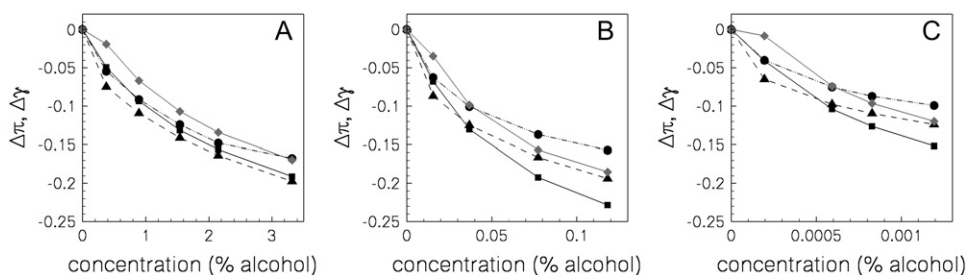 A
Δπ, Δγ
0
-0.05
-0.1
-0.15
-0.2
-0.25
0 1 2 3
concentration (% alcohol)
B
Δπ, Δγ
0
-0.05
-0.1
-0.15
-0.2
-0.25
0 0.05 0.1
concentration (% alcohol)
C
Δπ, Δγ
0
-0.05
-0.1
-0.15
-0.2
-0.25
0 0.0005 0.001
concentration (% alcohol)